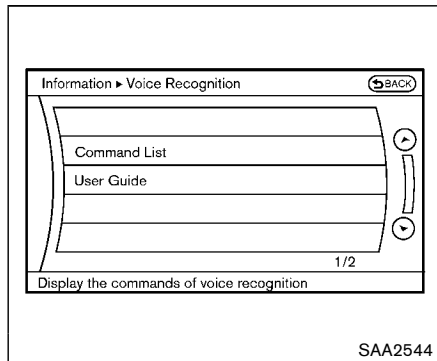 Information ▸ Voice Recognition
BACK
Command List
User Guide
1/2
Display the commands of voice recognition
SAA2544